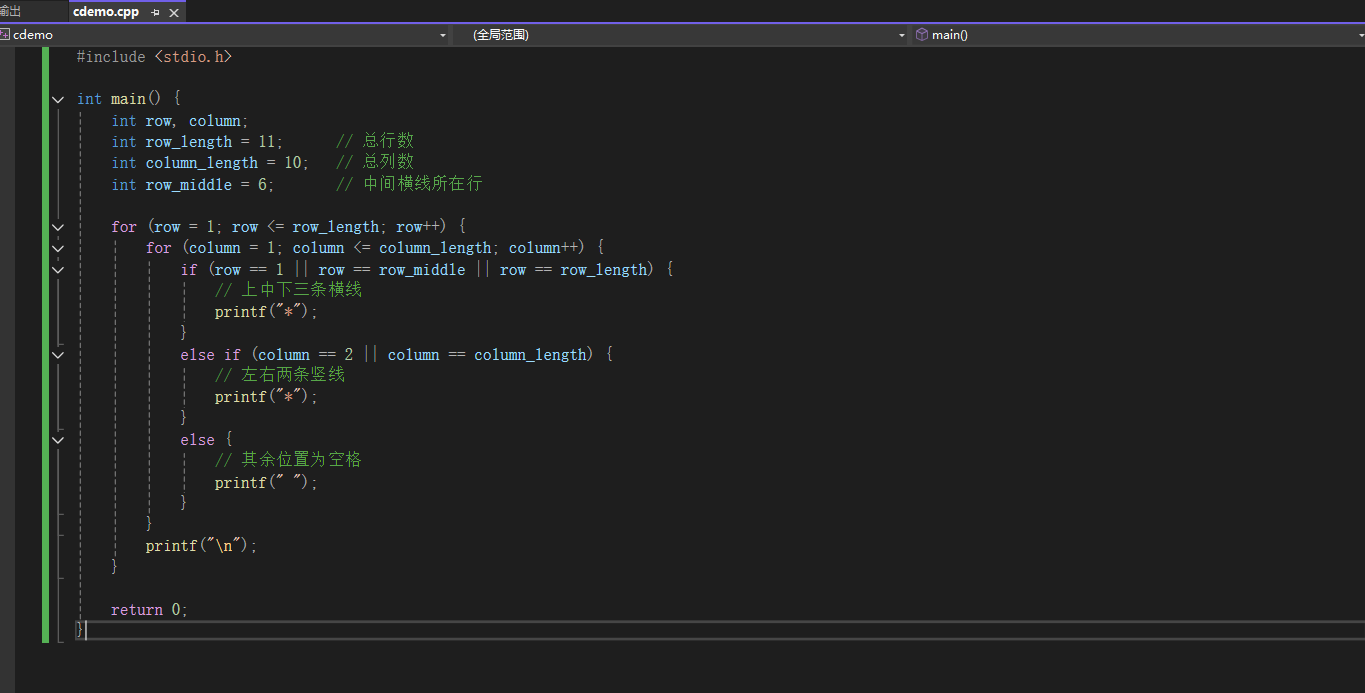 输出 cdemo.cpp
cdemo (全局范围) main()
#include <stdio.h>
int main() {
    int row, column;
    int row_length = 11;      // 总行数
    int column_length = 10;   // 总列数
    int row_middle = 6;       // 中间横线所在行
    for (row = 1; row <= row_length; row++) {
        for (column = 1; column <= column_length; column++) {
            if (row == 1 || row == row_middle || row == row_length) {
                // 上中下三条横线
                printf("*");
            }
            else if (column == 2 || column == column_length) {
                // 左右两条竖线
                printf("*");
            }
            else {
                // 其余位置为空格
                printf(" ");
            }
        }
        printf("\n");
    }
    return 0;
}